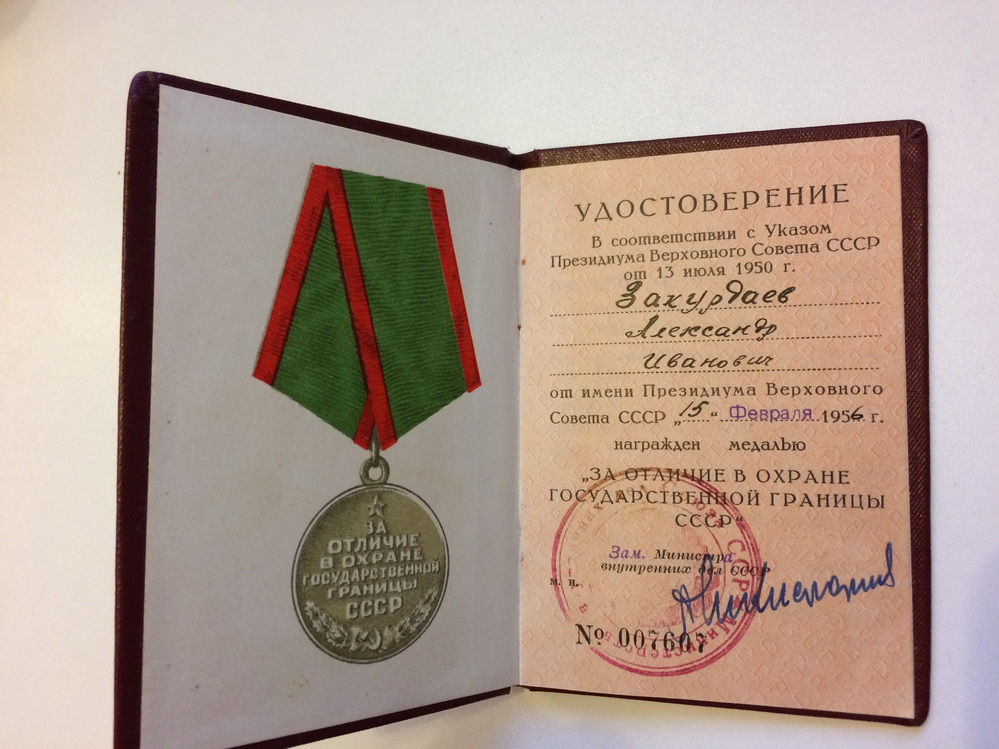 ЗА
ОТЛИЧИЕ
В ОХРАНЕ
ГОСУДАРСТВЕННОЙ
ГРАНИЦЫ
СССР
УДОСТОВЕРЕНИЕ
В соответствии с Указом
Президиума Верховного Совета СССР
от 13 июля 1950 г.
Закурдаев
Александр
Иванович
от имени Президиума Верховного
Совета СССР „15“ Февраля 1956 г.
награжден медалью
„ЗА ОТЛИЧИЕ В ОХРАНЕ
ГОСУДАРСТВЕННОЙ ГРАНИЦЫ
СССР“
Зам. Министра
внутренних дел СССР
м. п.
№ 007607